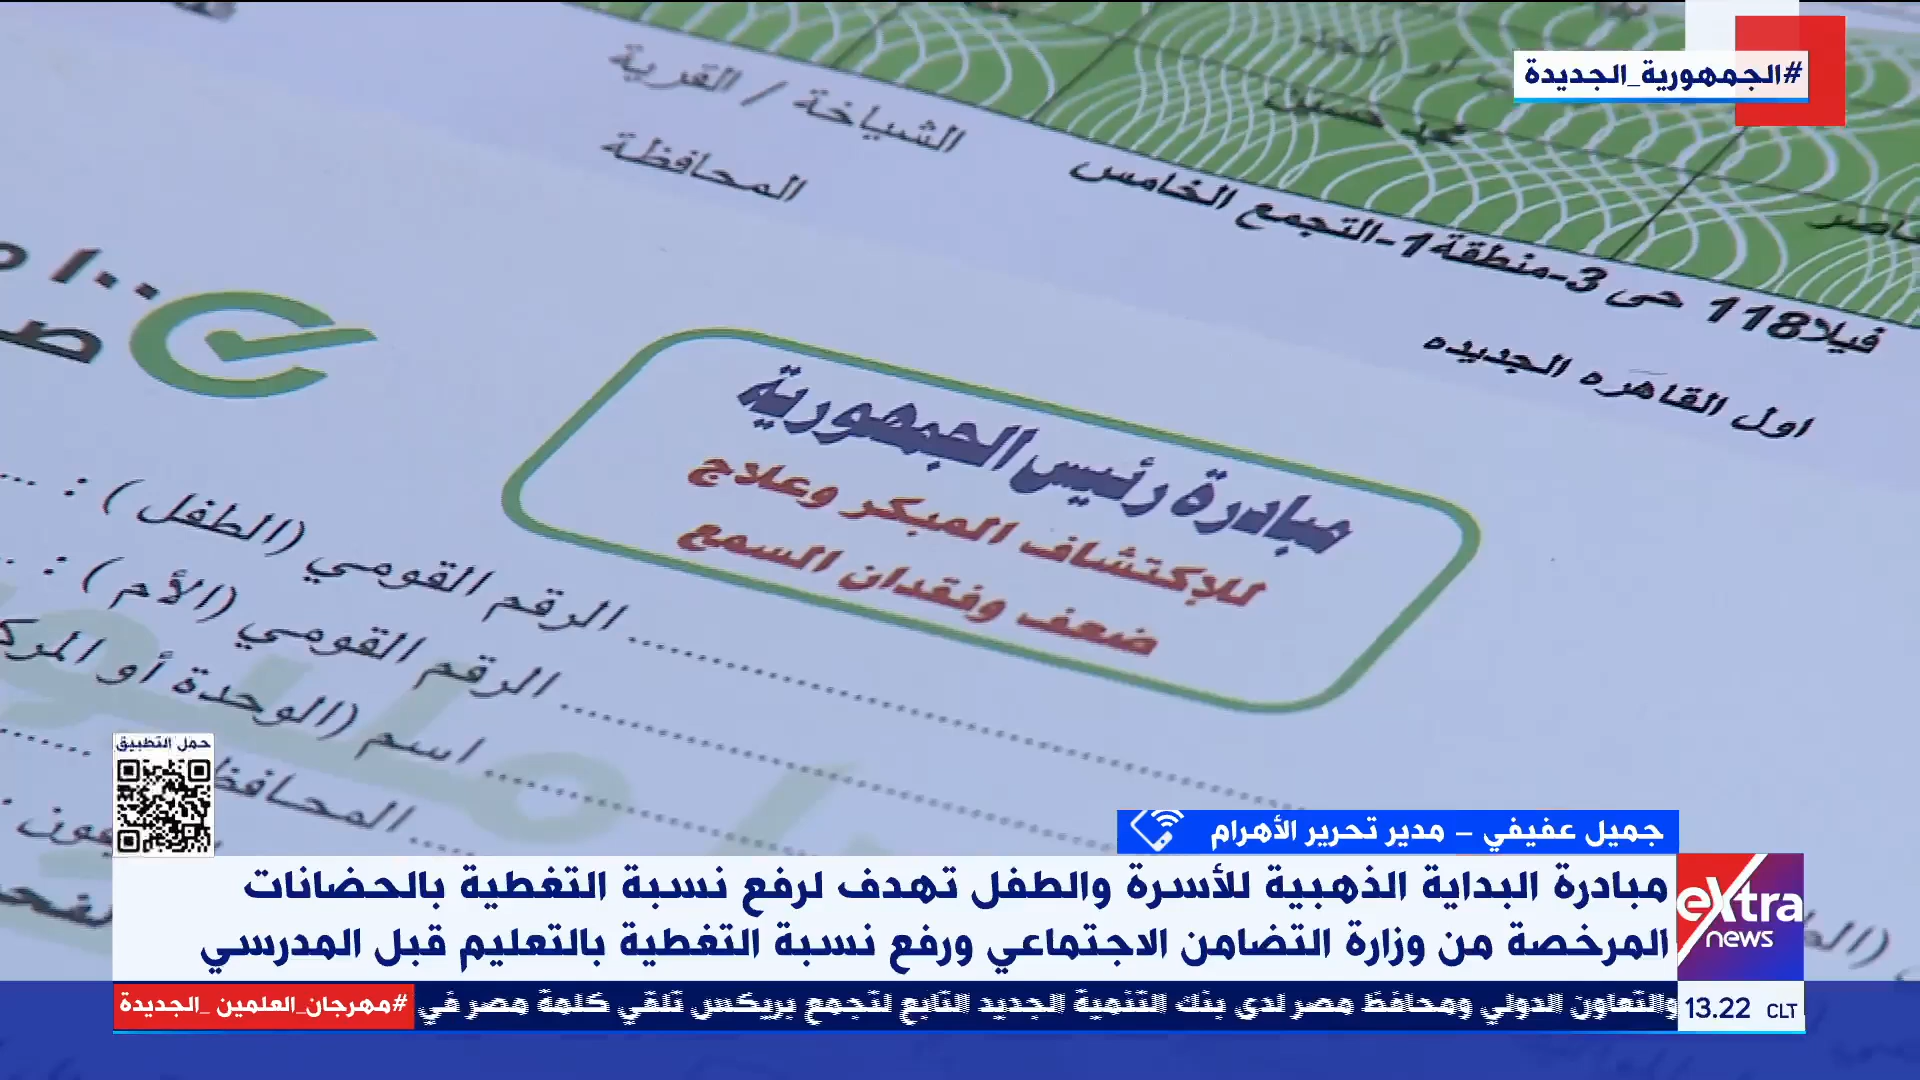 #الجمهورية_الجديدة
محمد حسنين
الشياخة / القرية
المحافظة
فيلا118 حى 3-منطقة1-التجمع الخامس
اول القاهره الجديده
مبادرة رئيس الجمهورية
للإكتشاف المبكر وعلاج
ضعف وفقدان السمع
الرقم القومي (الطفل) :
الرقم القومي (الأم) :
اسم (الوحدة أو المركز
حمل التطبيق
جميل عفيفي – مدير تحرير الأهرام
مبادرة البداية الذهبية للأسرة والطفل تهدف لرفع نسبة التغطية بالحضانات
المرخصة من وزارة التضامن الاجتماعي ورفع نسبة التغطية بالتعليم قبل المدرسي
extra
news
والتعاون الدولي ومحافظ مصر لدى بنك التنمية الجديد التابع لتجمع بريكس تلقي كلمة مصر في
#مهرجان_العلمين_الجديدة
13.22 CLT